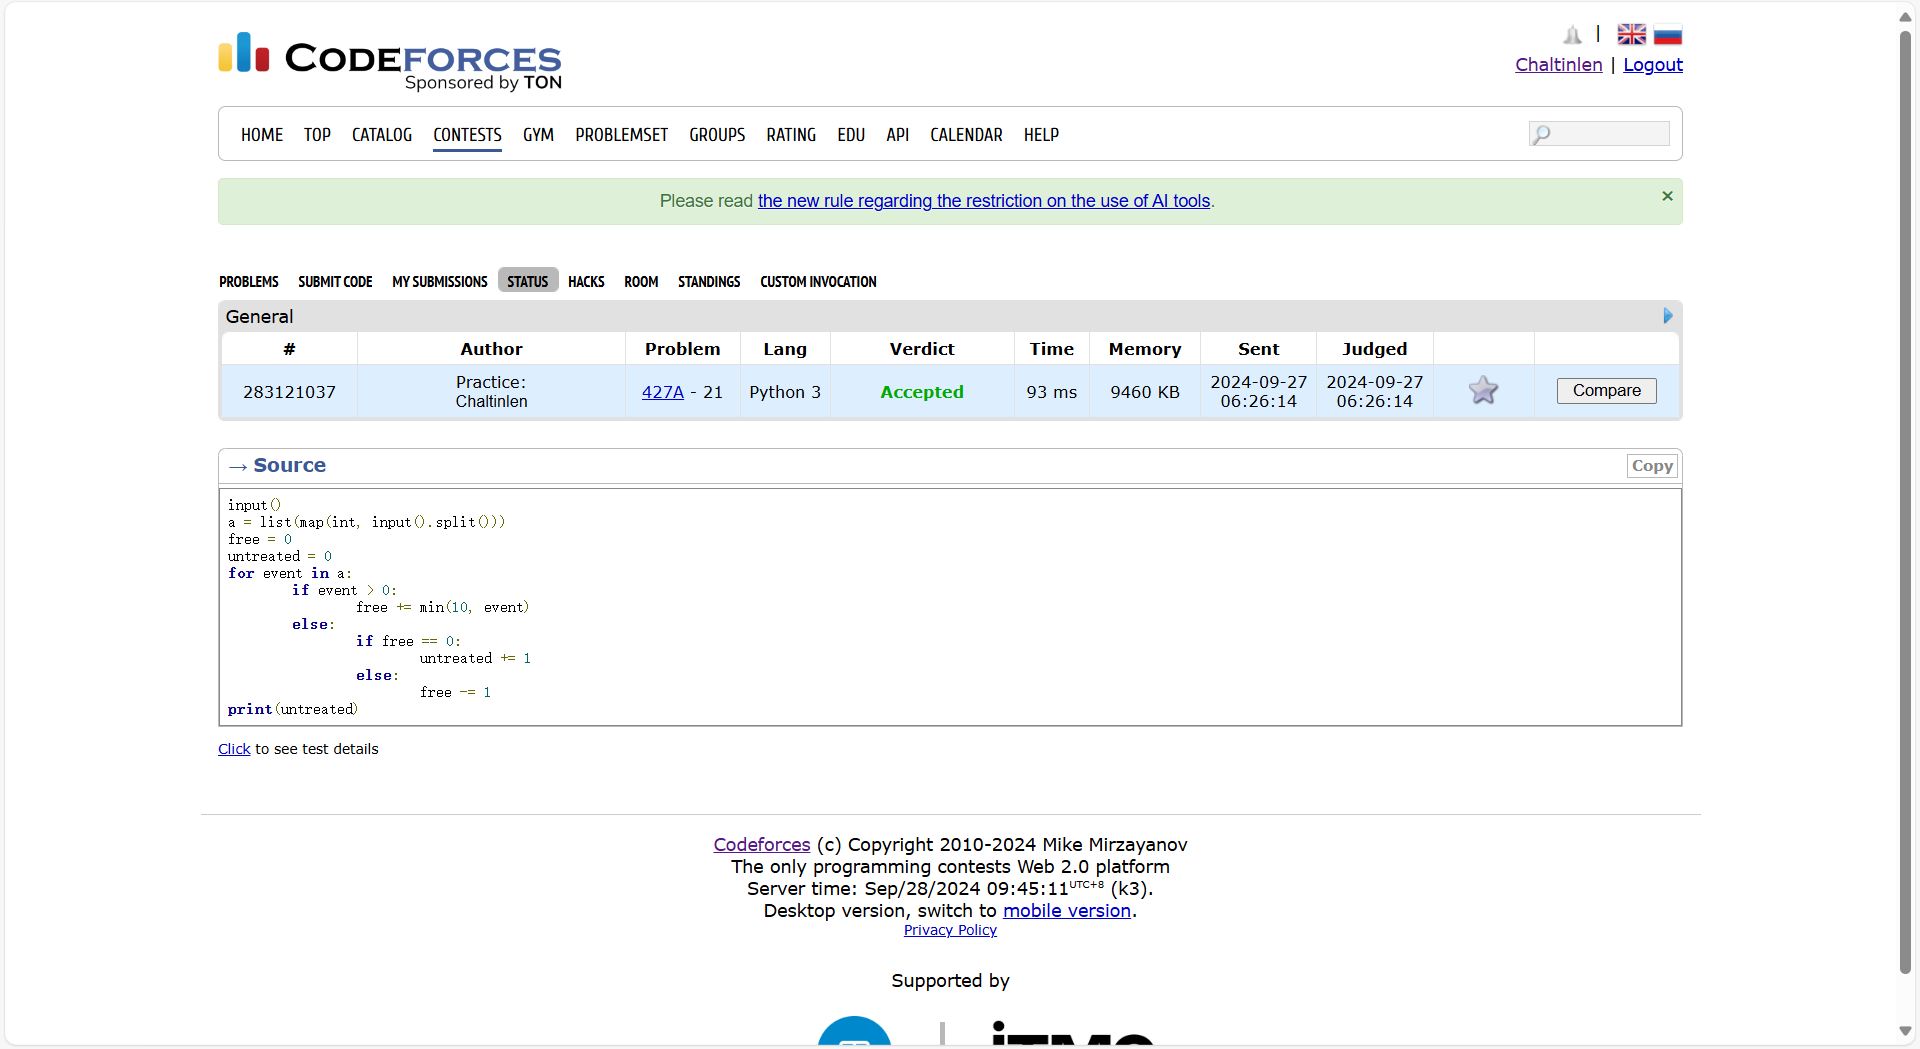 CODEFORCES
Sponsored by TON
|
Chaltinlen | Logout
HOME TOP CATALOG CONTESTS GYM PROBLEMSET GROUPS RATING EDU API CALENDAR HELP
Please read the new rule regarding the restriction on the use of AI tools.
×
PROBLEMS SUBMIT CODE MY SUBMISSIONS STATUS HACKS ROOM STANDINGS CUSTOM INVOCATION
General
# Author Problem Lang Verdict Time Memory Sent Judged
283121037 Practice: Chaltinlen 427A - 21 Python 3 Accepted 93 ms 9460 KB 2024-09-27 06:26:14 2024-09-27 06:26:14 Compare
→ Source
Copy
input()
a = list(map(int, input().split()))
free = 0
untreated = 0
for event in a:
        if event > 0:
                free += min(10, event)
        else:
                if free == 0:
                        untreated += 1
                else:
                        free -= 1
print(untreated)
Click to see test details
Codeforces (c) Copyright 2010-2024 Mike Mirzayanov
The only programming contests Web 2.0 platform
Server time: Sep/28/2024 09:45:11 UTC+8 (k3).
Desktop version, switch to mobile version.
Privacy Policy
Supported by